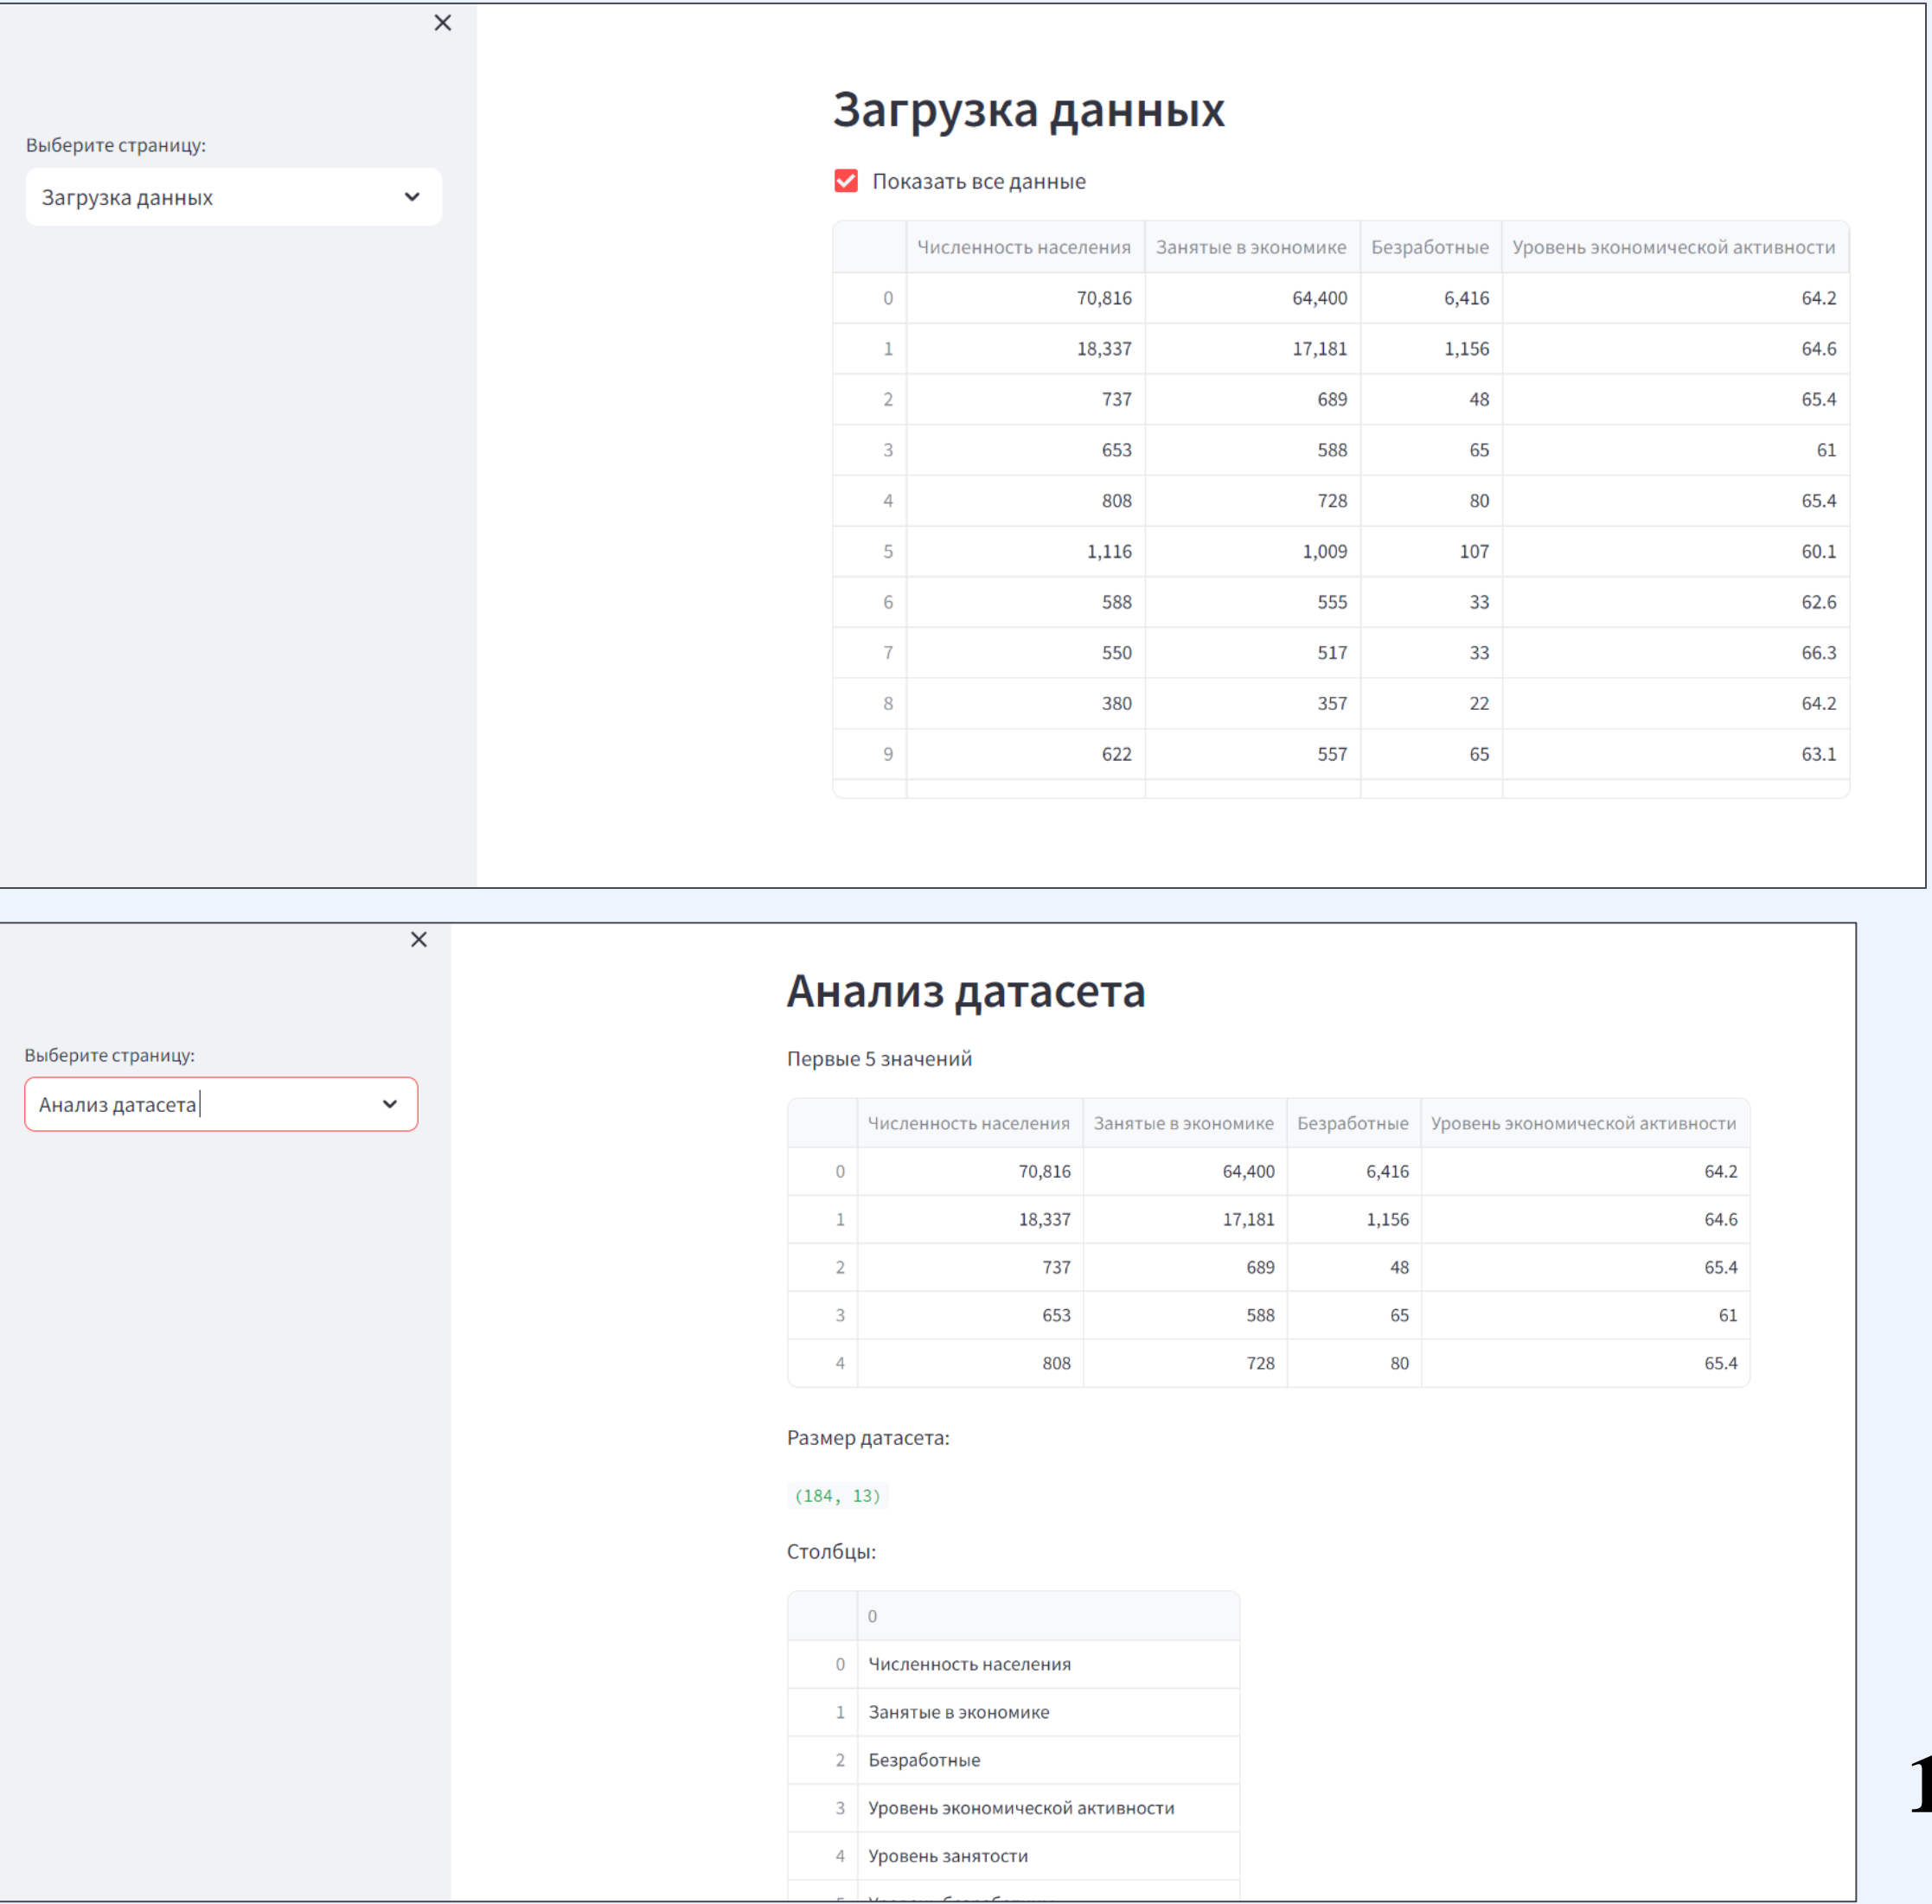 Выберите страницу:
Загрузка данных
Загрузка данных
Показать все данные
Численность населения Занятые в экономике Безработные Уровень экономической активности
0 70,816 64,400 6,416 64.2
1 18,337 17,181 1,156 64.6
2 737 689 48 65.4
3 653 588 65 61
4 808 728 80 65.4
5 1,116 1,009 107 60.1
6 588 555 33 62.6
7 550 517 33 66.3
8 380 357 22 64.2
9 622 557 65 63.1
Выберите страницу:
Анализ датасета
Анализ датасета
Первые 5 значений
Численность населения Занятые в экономике Безработные Уровень экономической активности
0 70,816 64,400 6,416 64.2
1 18,337 17,181 1,156 64.6
2 737 689 48 65.4
3 653 588 65 61
4 808 728 80 65.4
Размер датасета:
(184, 13)
Столбцы:
0
0 Численность населения
1 Занятые в экономике
2 Безработные
3 Уровень экономической активности
4 Уровень занятости